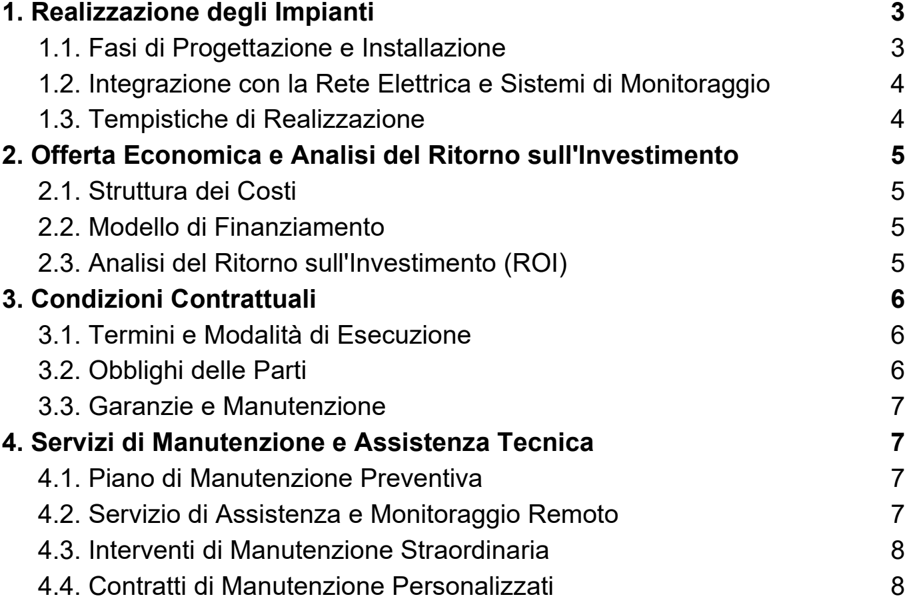 1. Realizzazione degli Impianti 3
1.1. Fasi di Progettazione e Installazione 3
1.2. Integrazione con la Rete Elettrica e Sistemi di Monitoraggio 4
1.3. Tempistiche di Realizzazione 4
2. Offerta Economica e Analisi del Ritorno sull'Investimento 5
2.1. Struttura dei Costi 5
2.2. Modello di Finanziamento 5
2.3. Analisi del Ritorno sull'Investimento (ROI) 5
3. Condizioni Contrattuali 6
3.1. Termini e Modalità di Esecuzione 6
3.2. Obblighi delle Parti 6
3.3. Garanzie e Manutenzione 7
4. Servizi di Manutenzione e Assistenza Tecnica 7
4.1. Piano di Manutenzione Preventiva 7
4.2. Servizio di Assistenza e Monitoraggio Remoto 7
4.3. Interventi di Manutenzione Straordinaria 8
4.4. Contratti di Manutenzione Personalizzati 8